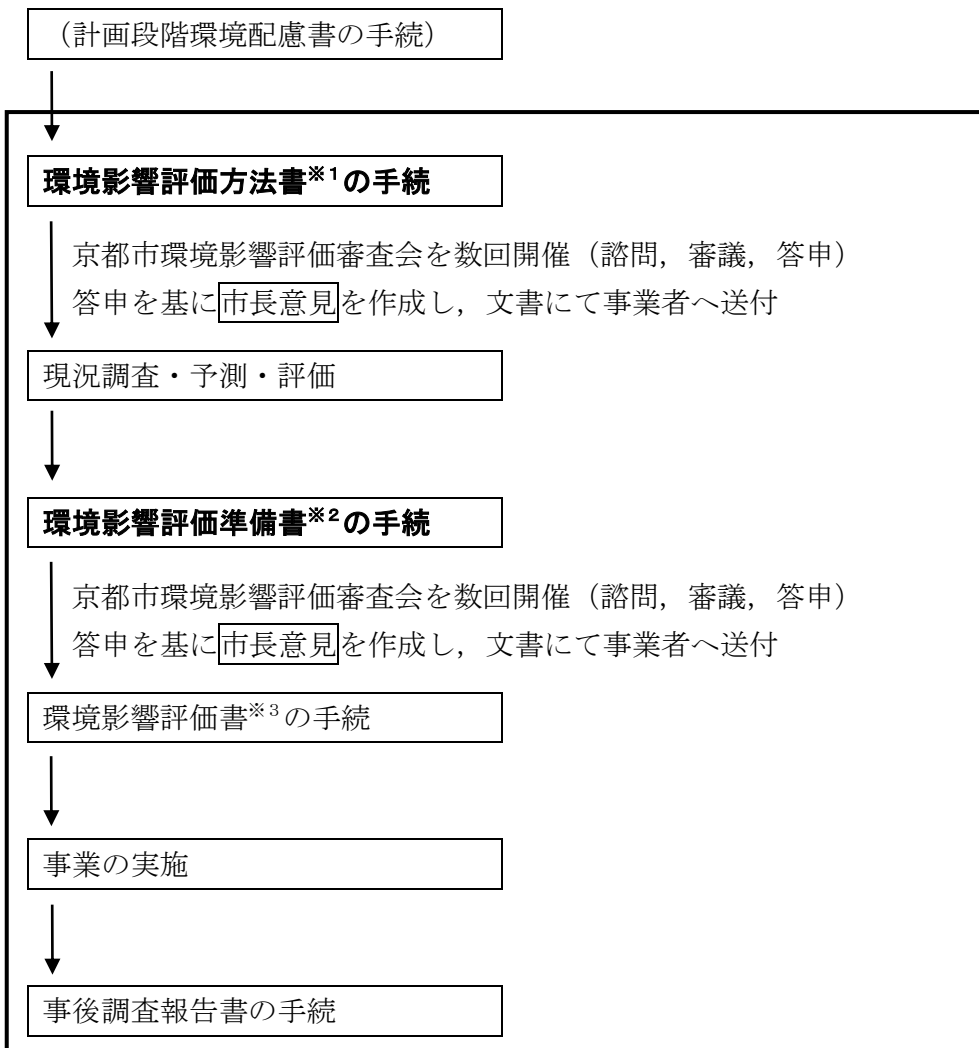 （計画段階環境配慮書の手続）
環境影響評価方法書※1の手続
京都市環境影響評価審査会を数回開催（諮問，審議，答申）
答申を基に市長意見を作成し，文書にて事業者へ送付
現況調査・予測・評価
環境影響評価準備書※2の手続
京都市環境影響評価審査会を数回開催（諮問，審議，答申）
答申を基に市長意見を作成し，文書にて事業者へ送付
環境影響評価書※3の手続
事業の実施
事後調査報告書の手続